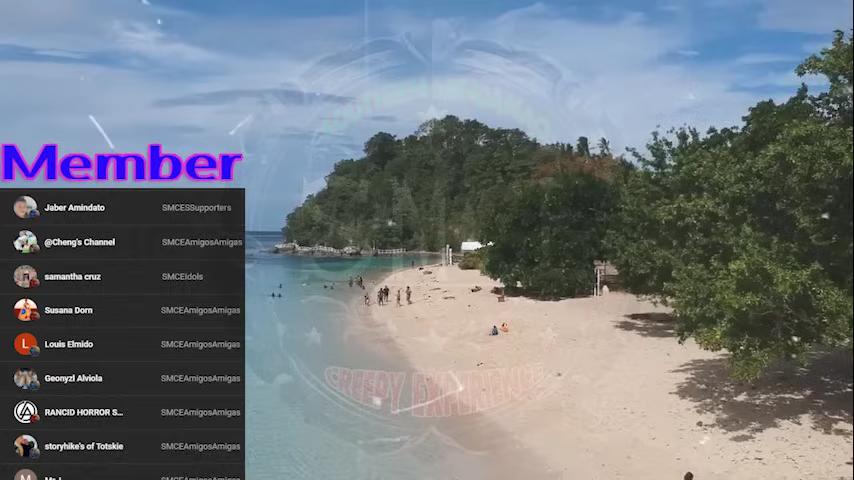 Member
Jaber Amindato SMCESSupporters
@Cheng's Channel SMCEAmigosAmigas
samantha cruz SMCEIdols
Susana Dorn SMCEAmigosAmigas
L
Louis Elmido SMCEAmigosAmigas
Geonyzl Alviola SMCEAmigosAmigas
RANCID HORROR S... SMCEAmigosAmigas
storyhike's of Totskie SMCEAmigosAmigas
CREEPY EXPERIENCE